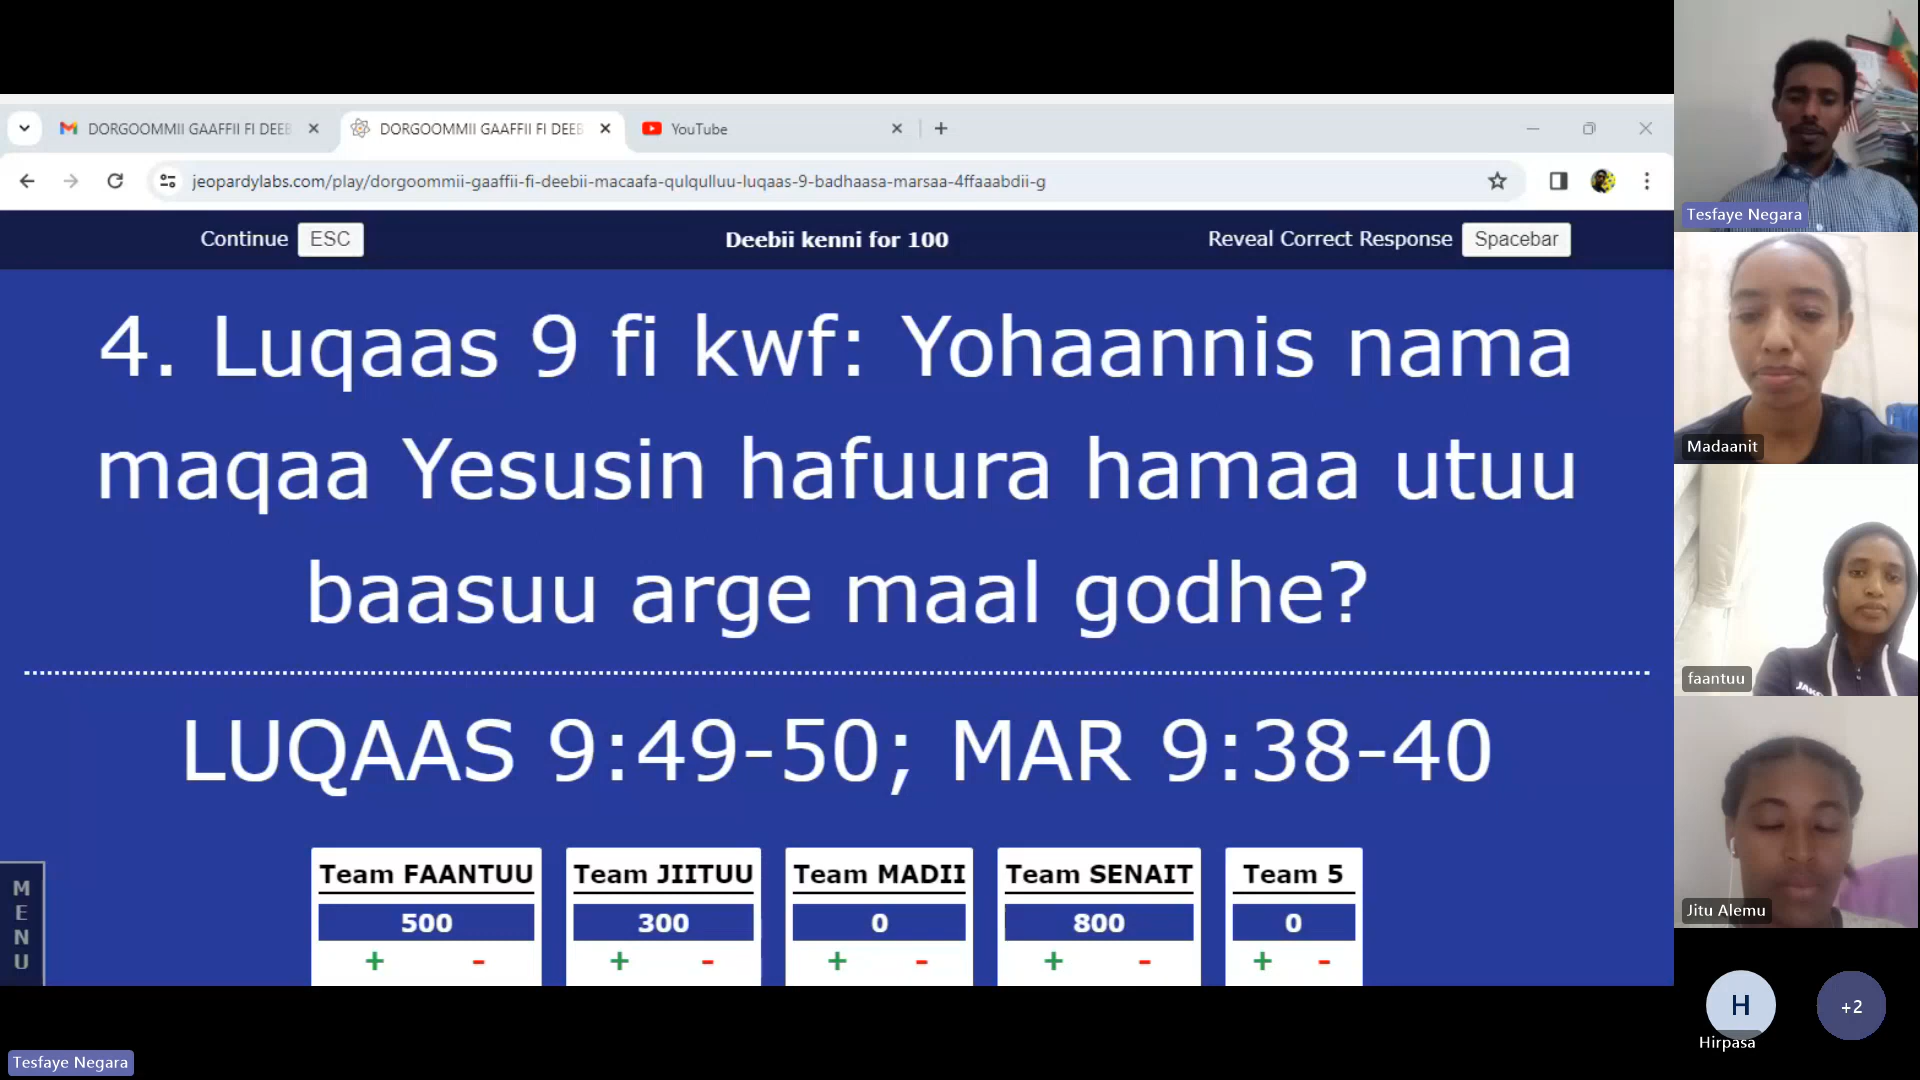 DORGOOMMII GAAFFII FI DEEB
DORGOOMMII GAAFFII FI DEEB
YouTube
jeopardylabs.com/play/dorgoommii-gaaffii-fi-deebii-macaafa-qulqulluu-luqaas-9-badhaasa-marsaa-4ffaaabdii-g
Continue ESC
Deebii kenni for 100
Reveal Correct Response Spacebar
4. Luqaas 9 fi kwf: Yohaannis nama
maqaa Yesusin hafuura hamaa utuu
baasuu arge maal godhe?
LUQAAS 9:49-50; MAR 9:38-40
MENU
Team FAANTUU
500
+ -
Team JIITUU
300
+ -
Team MADII
0
+ -
Team SENAIT
800
+ -
Team 5
0
+ -
Tesfaye Negara
Madaanit
faantuu
JAKO
Jitu Alemu
H
Hirpasa
+2
Tesfaye Negara